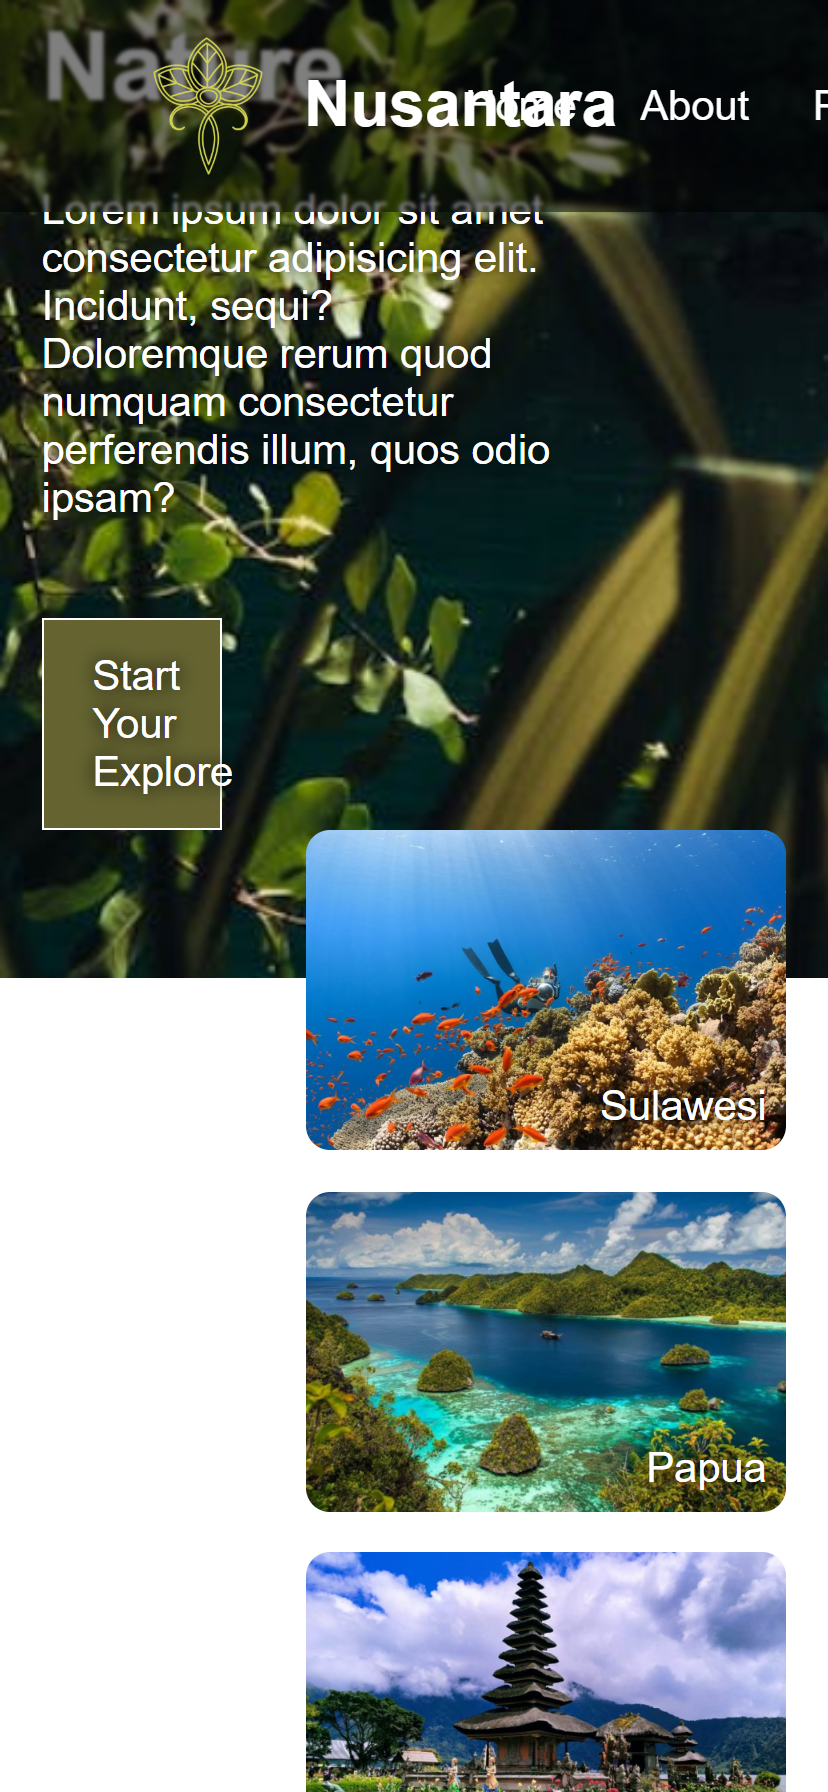 Nature
Nusantara
Home
About
Lorem ipsum dolor sit amet
consectetur adipisicing elit.
Incidunt, sequi?
Doloremque rerum quod
numquam consectetur
perferendis illum, quos odio
ipsam?
Start
Your
Explore
Sulawesi
Papua